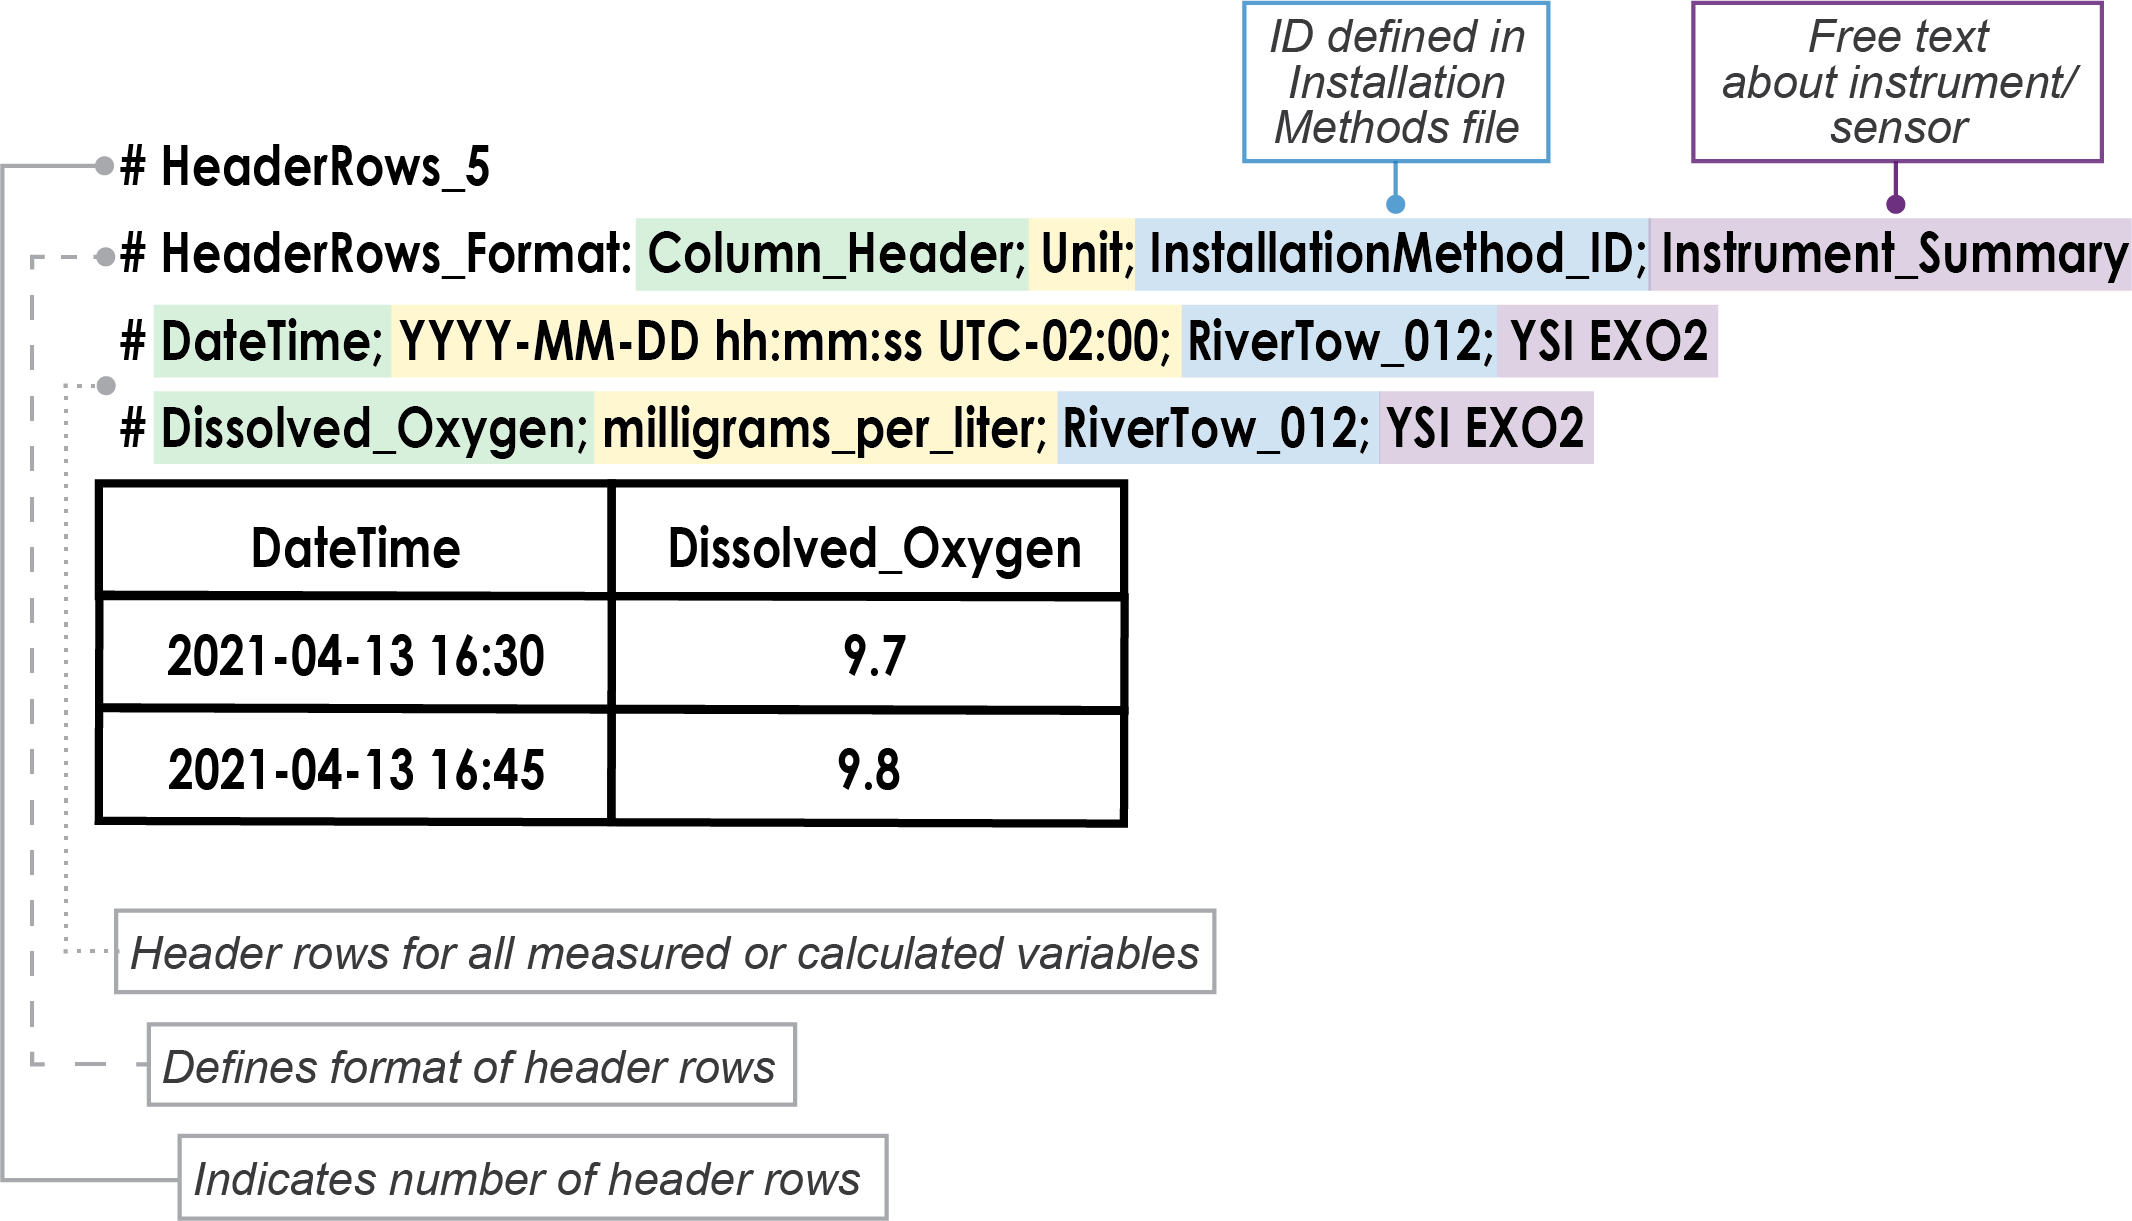 ID defined in
Installation
Methods file
Free text
about instrument/
sensor
# HeaderRows_5
# HeaderRows_Format: Column_Header; Unit; InstallationMethod_ID; Instrument_Summary
# DateTime; YYYY-MM-DD hh:mm:ss UTC-02:00; RiverTow_012; YSI EXO2
# Dissolved_Oxygen; milligrams_per_liter; RiverTow_012; YSI EXO2
DateTime Dissolved_Oxygen
2021-04-13 16:30 9.7
2021-04-13 16:45 9.8
Header rows for all measured or calculated variables
Defines format of header rows
Indicates number of header rows